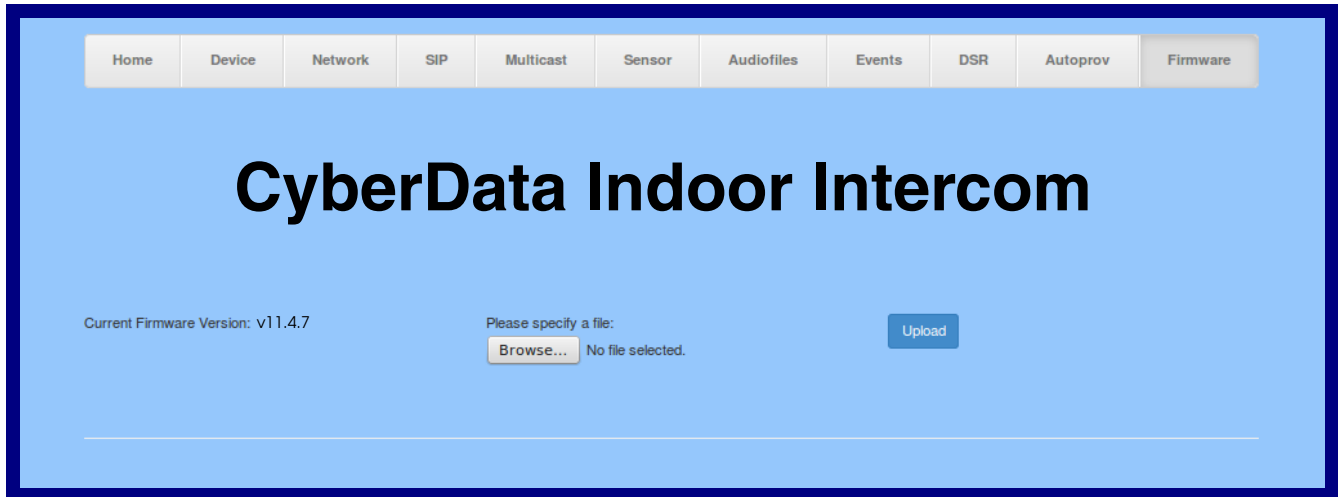 Home Device Network SIP Multicast Sensor Audiofiles Events DSR Autoprov Firmware
CyberData Indoor Intercom
Current Firmware Version: v11.4.7
Please specify a file:
Browse... No file selected.
Upload